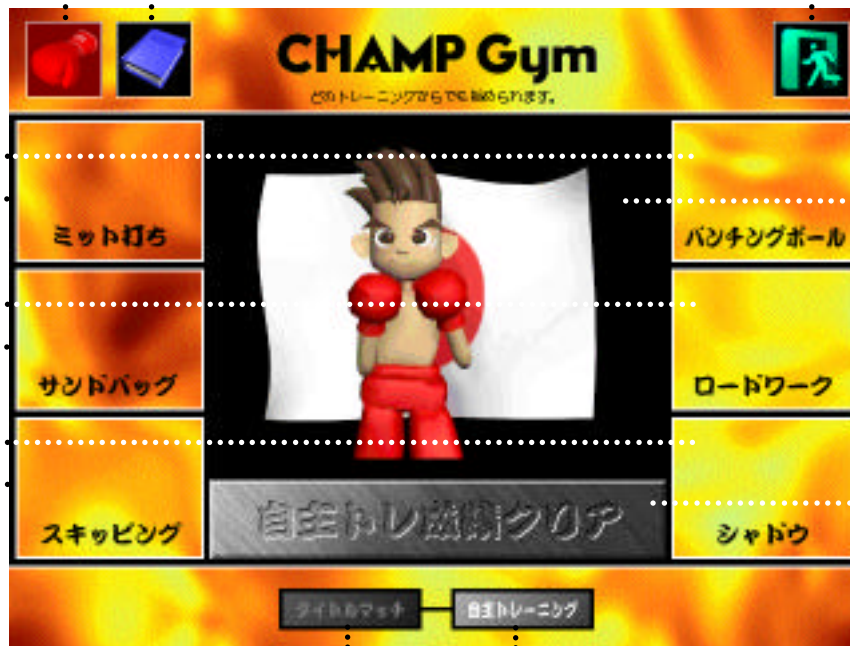 CHAMP Gym
どのトレーニングからでも始められます。
ミット打ち
パンチングボール
サンドバッグ
ロードワーク
スキッピング
自主トレ成績クリア
シャドウ
タイトルマッチ
自主トレーニング